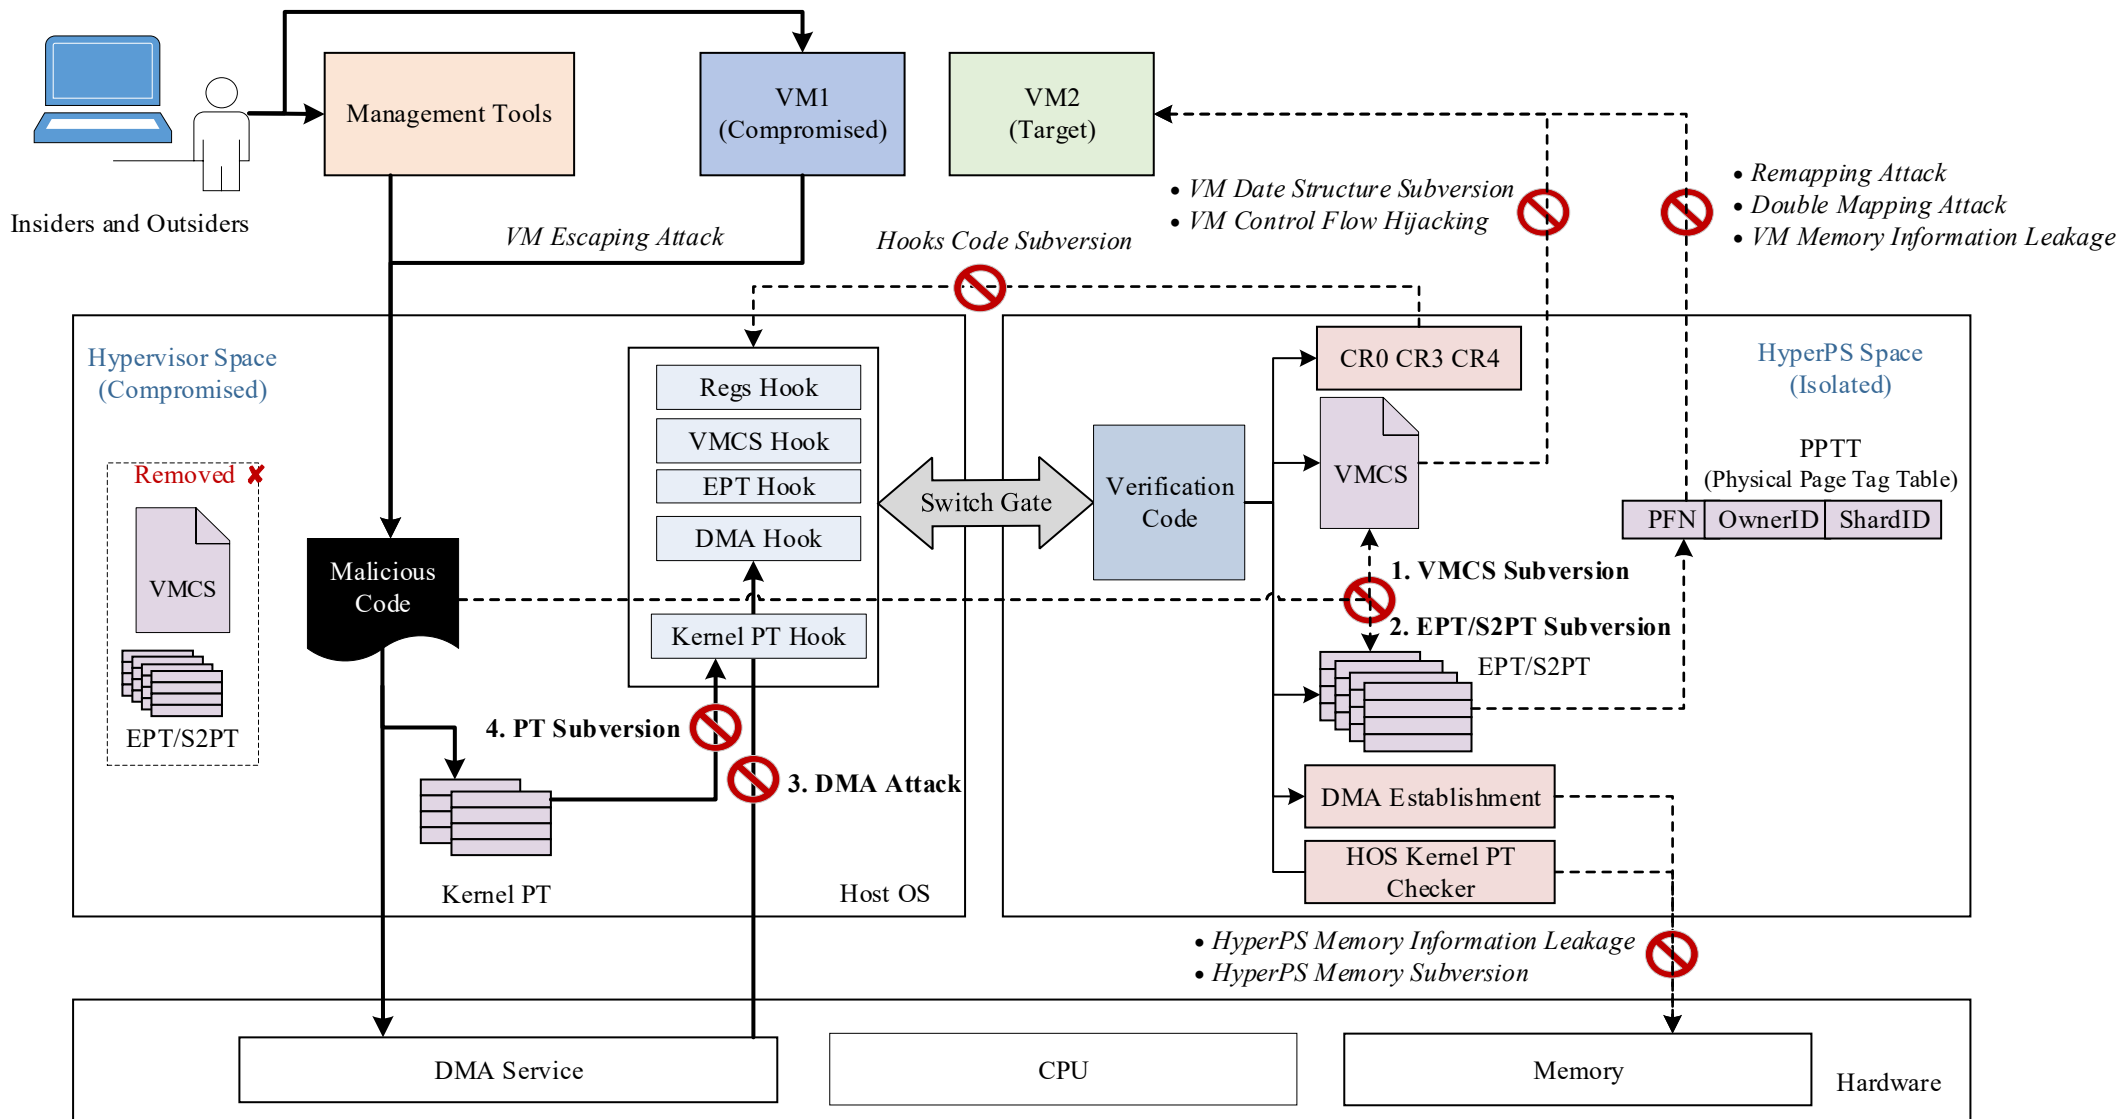 Management Tools
VM1
(Compromised)
VM2
(Target)
Insiders and Outsiders
VM Escaping Attack
Hooks Code Subversion
• VM Date Structure Subversion
• VM Control Flow Hijacking
• Remapping Attack
• Double Mapping Attack
• VM Memory Information Leakage
Hypervisor Space
(Compromised)
Removed ✘
VMCS
EPT/S2PT
Malicious
Code
Regs Hook
VMCS Hook
EPT Hook
DMA Hook
Kernel PT Hook
4. PT Subversion
3. DMA Attack
Kernel PT
Host OS
Switch Gate
Verification
Code
CR0 CR3 CR4
VMCS
HyperPS Space
(Isolated)
PPTT
(Physical Page Tag Table)
PFN
OwnerID
ShardID
1. VMCS Subversion
2. EPT/S2PT Subversion
EPT/S2PT
DMA Establishment
HOS Kernel PT
Checker
• HyperPS Memory Information Leakage
• HyperPS Memory Subversion
DMA Service
CPU
Memory
Hardware